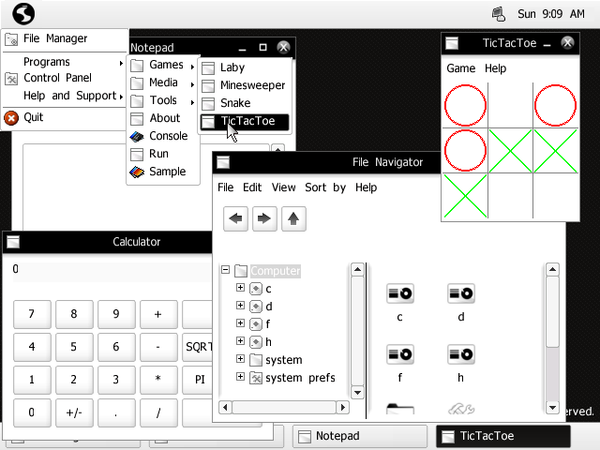 Sun 9:09 AM
File Manager
Programs
Control Panel
Help and Support
Quit
Notepad
Games
Media
Tools
About
Console
Run
Sample
Laby
Minesweeper
Snake
TicTacToe
TicTacToe
Game Help
File Navigator
File Edit View Sort by Help
Computer
c
d
f
h
system
system prefs
c d
f h
Calculator
0
7 8 9 +
4 5 6 - SQRT
1 2 3 * PI
0 +/- . /
erved.
Notepad
TicTacToe